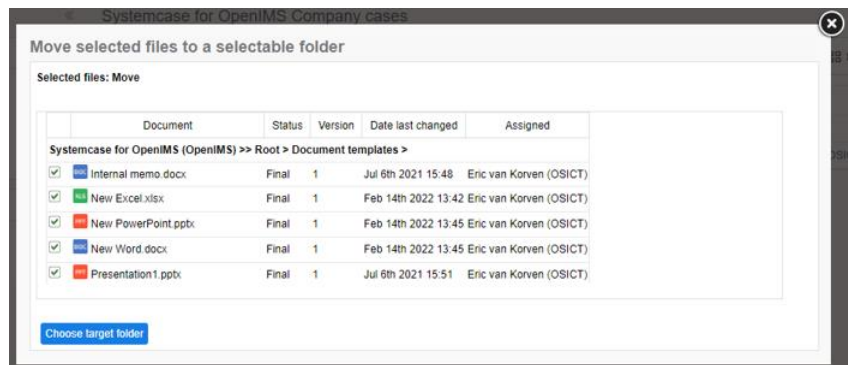 Systemcase for OpenIMS Company cases
Move selected files to a selectable folder
Selected files: Move
Document Status Version Date last changed Assigned
Systemcase for OpenIMS (OpenIMS) >> Root > Document templates >
DOC Internal memo.docx Final 1 Jul 6th 2021 15:48 Eric van Korven (OSICT)
XLS New Excel.xlsx Final 1 Feb 14th 2022 13:42 Eric van Korven (OSICT)
PPT New PowerPoint.pptx Final 1 Feb 14th 2022 13:45 Eric van Korven (OSICT)
DOC New Word.docx Final 1 Feb 14th 2022 13:45 Eric van Korven (OSICT)
PPT Presentation1.pptx Final 1 Jul 6th 2021 15:51 Eric van Korven (OSICT)
Choose target folder